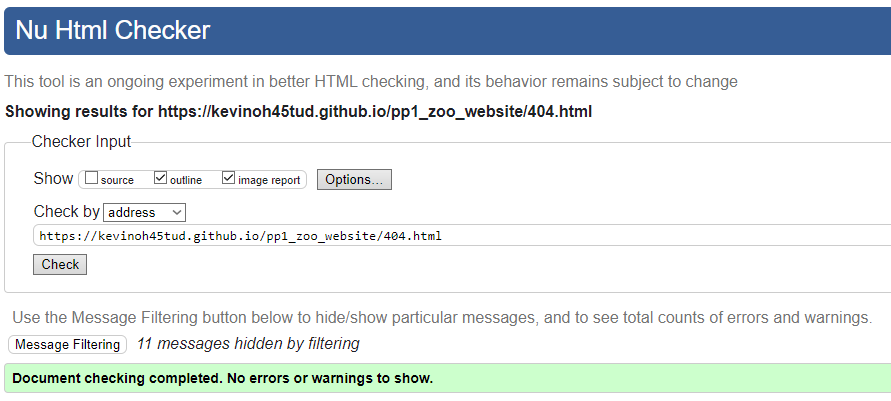 Nu Html Checker
This tool is an ongoing experiment in better HTML checking, and its behavior remains subject to change
Showing results for https://kevinoh45tud.github.io/pp1_zoo_website/404.html
Checker Input
Show source outline image report Options...
Check by address
https://kevinoh45tud.github.io/pp1_zoo_website/404.html
Check
Use the Message Filtering button below to hide/show particular messages, and to see total counts of errors and warnings.
Message Filtering 11 messages hidden by filtering
Document checking completed. No errors or warnings to show.